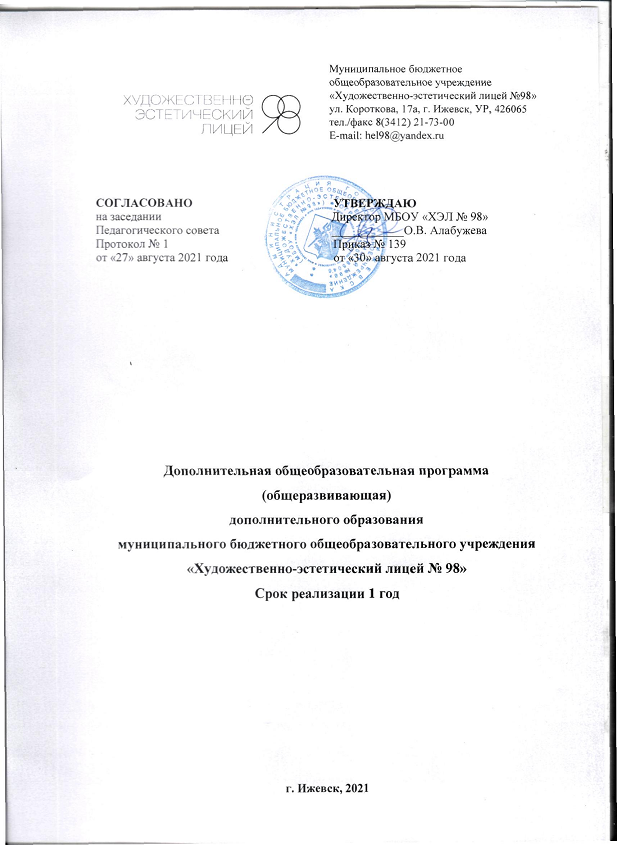 ХУДОЖЕСТВЕННО
ЭСТЕТИЧЕСКИЙ
ЛИЦЕЙ 98
Муниципальное бюджетное
общеобразовательное учреждение
«Художественно-эстетический лицей №98»
ул. Короткова, 17а, г. Ижевск, УР, 426065
тел./факс 8(3412) 21-73-00
E-mail: hel98@yandex.ru
СОГЛАСОВАНО
на заседании
Педагогического совета
Протокол № 1
от «27» августа 2021 года
УТВЕРЖДАЮ
Директор МБОУ «ХЭЛ № 98»
О.В. Алабужева
Приказ № 139
от «30» августа 2021 года
Дополнительная общеобразовательная программа
(общеразвивающая)
дополнительного образования
муниципального бюджетного общеобразовательного учреждения
«Художественно-эстетический лицей № 98»
Срок реализации 1 год
г. Ижевск, 2021